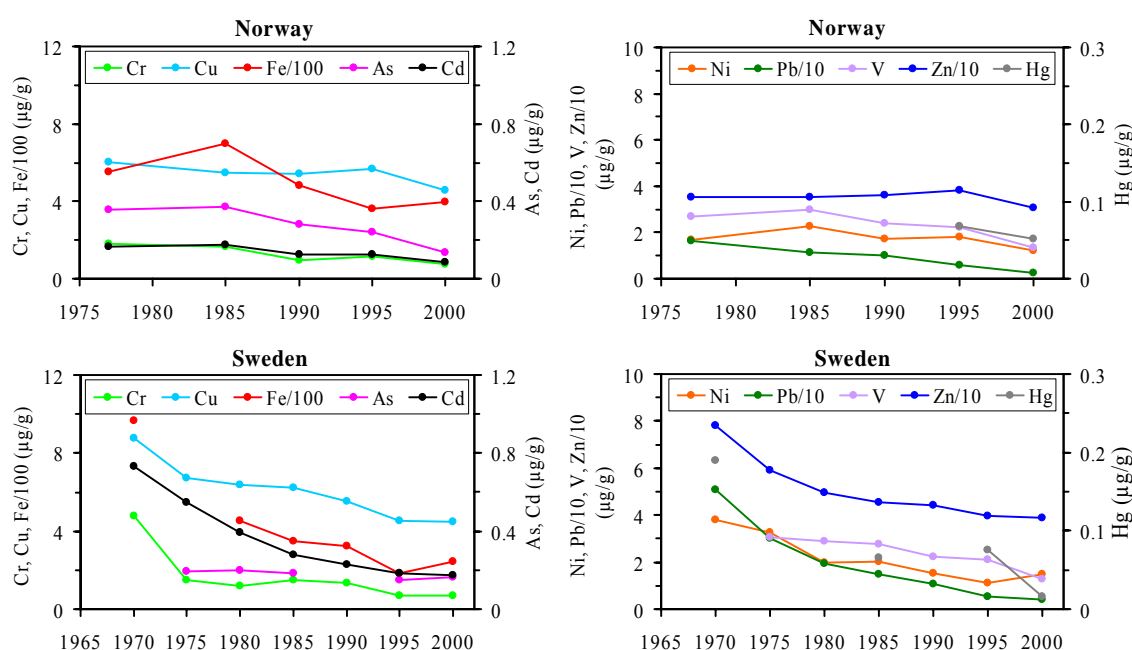 Norway
12
8
4
0
Cr, Cu, Fe/100 (µg/g)
Cr Cu Fe/100 As Cd
1.2
0.8
0.4
0
As, Cd (µg/g)
1975 1980 1985 1990 1995 2000
Norway
10
8
6
4
2
0
Ni, Pb/10, V, Zn/10
(µg/g)
Ni Pb/10 V Zn/10 Hg
0.3
0.2
0.1
0
Hg (µg/g)
1975 1980 1985 1990 1995 2000
Sweden
12
8
4
0
Cr, Cu, Fe/100 (µg/g)
Cr Cu Fe/100 As Cd
1.2
0.8
0.4
0
As, Cd (µg/g)
1965 1970 1975 1980 1985 1990 1995 2000
Sweden
10
8
6
4
2
0
Ni, Pb/10, V, Zn/10
(µg/g)
Ni Pb/10 V Zn/10 Hg
0.3
0.2
0.1
0
Hg (µg/g)
1965 1970 1975 1980 1985 1990 1995 2000